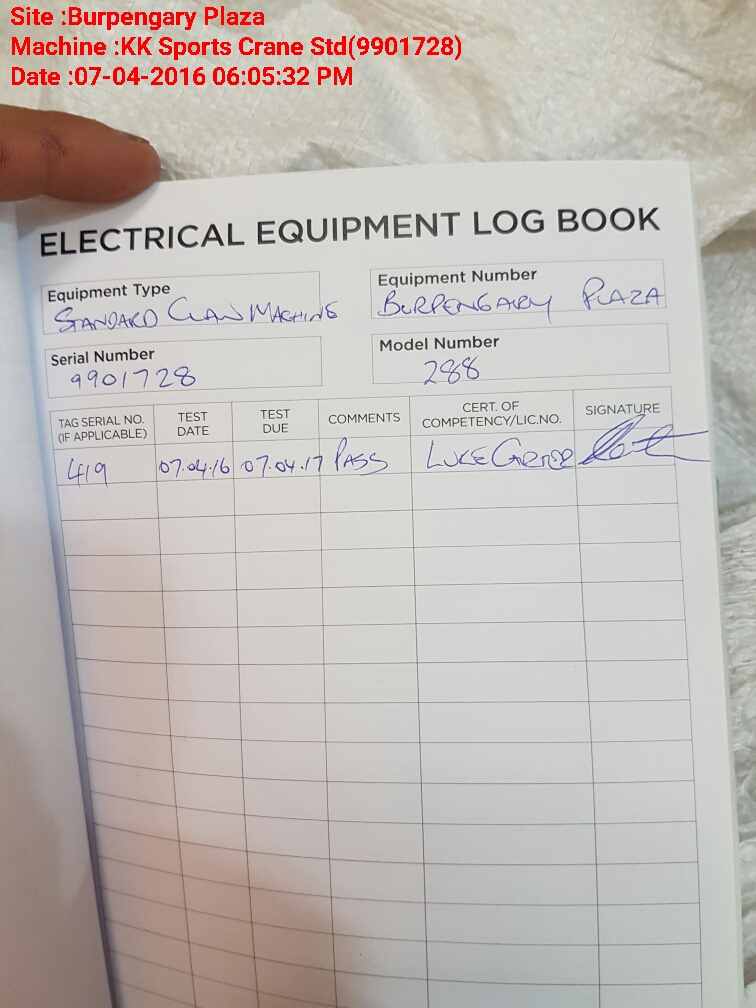 Site :Burpengary Plaza
Machine :KK Sports Crane Std(9901728)
Date :07-04-2016 06:05:32 PM
ELECTRICAL EQUIPMENT LOG BOOK
Equipment Type
STANDARD CLAW MACHINE
Equipment Number
BURPENGARY PLAZA
Serial Number
9901728
Model Number
288
TAG SERIAL NO.
(IF APPLICABLE)
TEST
DATE
TEST
DUE
COMMENTS
CERT. OF
COMPETENCY/LIC.NO.
SIGNATURE
419 07.04.16 07.04.17 PASS LUKE